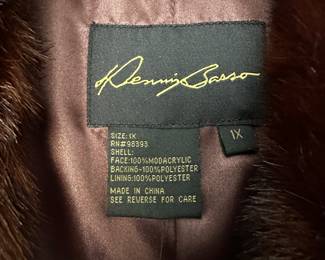 Dennis Basso
1X
SIZE:1X
RN#98393
SHELL:
FACE:100%MODACRYLIC
BACKING-100%POLYESTER
LINING:100%POLYESTER
MADE IN CHINA
SEE REVERSE FOR CARE